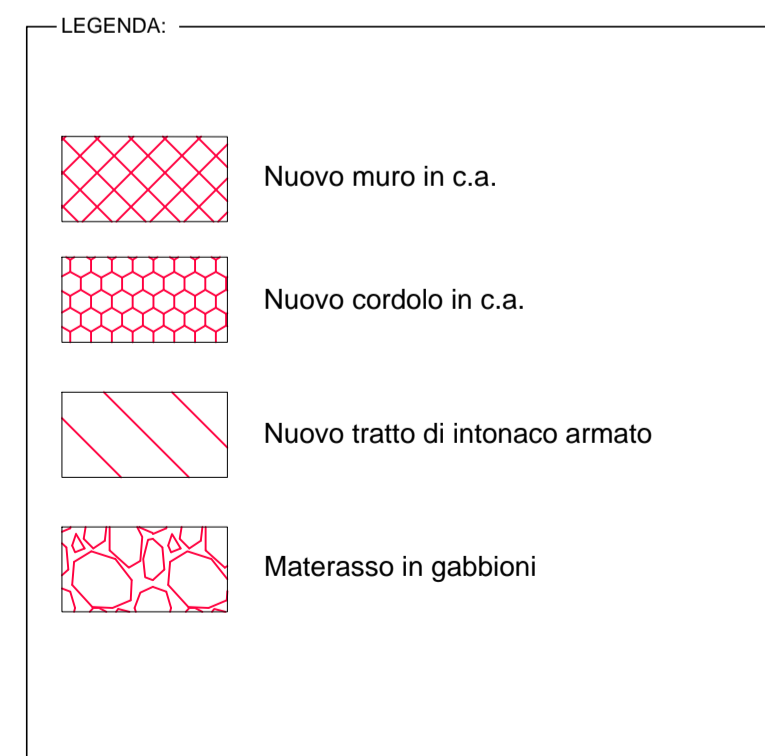 LEGENDA:
Nuovo muro in c.a.
Nuovo cordolo in c.a.
Nuovo tratto di intonaco armato
Materasso in gabbioni